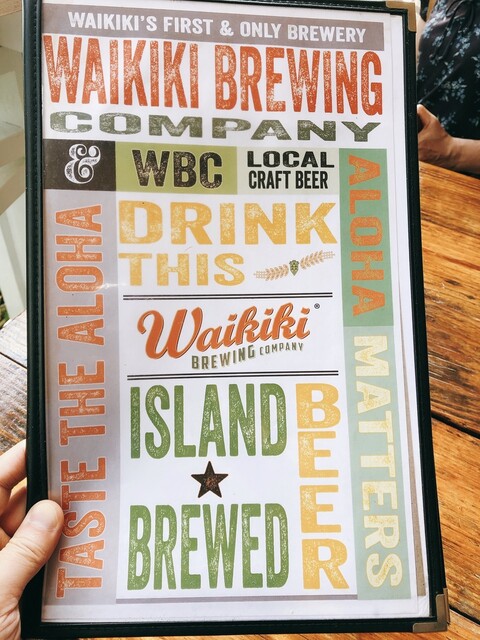 WAIKIKI'S FIRST & ONLY BREWERY
WAIKIKI BREWING
COMPANY
& WBC LOCAL
CRAFT BEER
TASTE THE ALOHA
DRINK
THIS
ALOHA
MATTERS
Waikiki®
BREWING COMPANY
ISLAND
BREWED
BEER